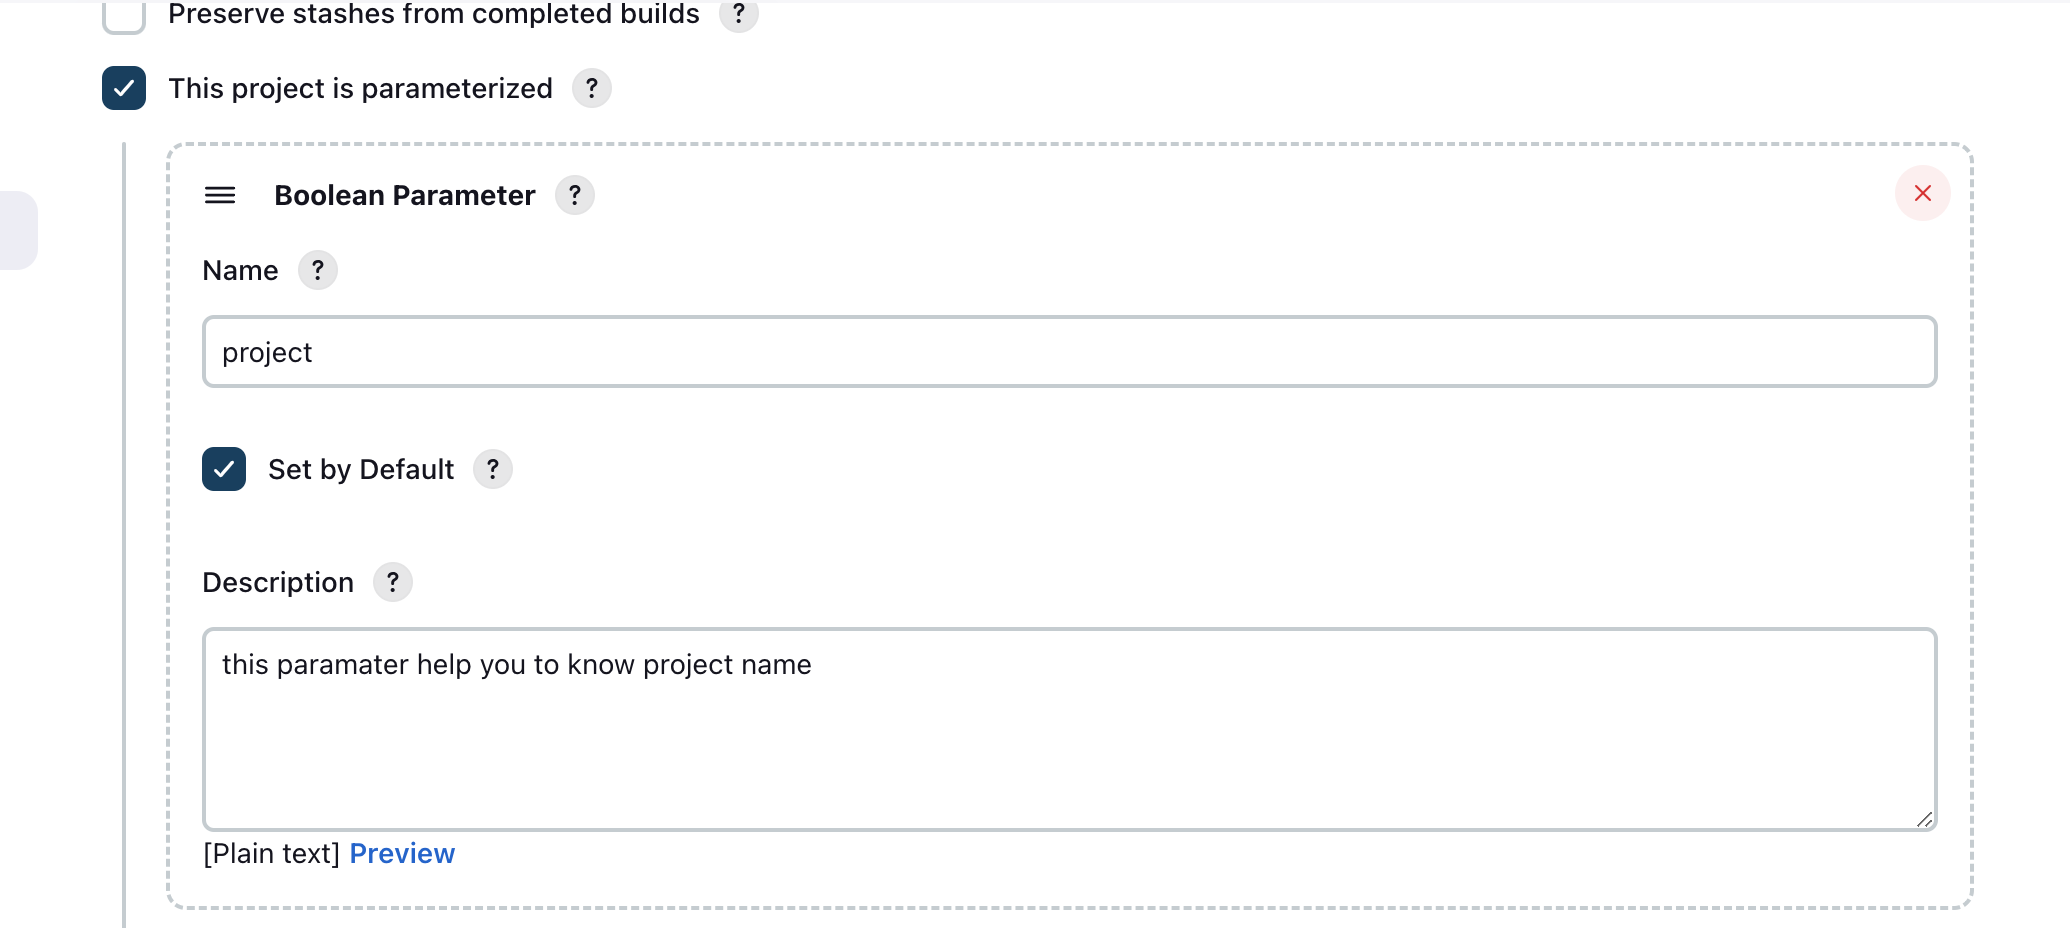 Preserve stashes from completed builds ?
This project is parameterized ?
Boolean Parameter ?
Name ?
project
Set by Default ?
Description ?
this paramater help you to know project name
[Plain text] Preview